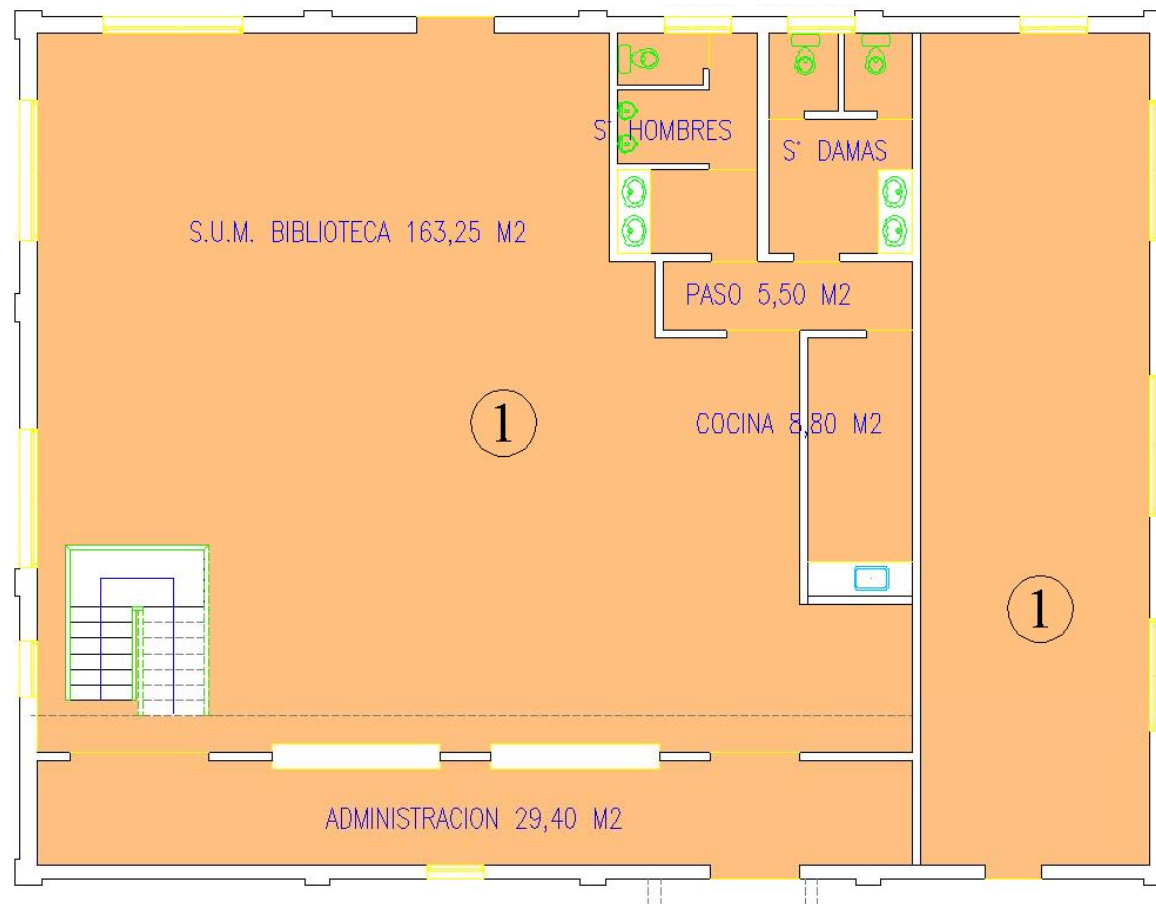 S° HOMBRES
S° DAMAS
S.U.M. BIBLIOTECA 163,25 M2
PASO 5,50 M2
COCINA 8,80 M2
1
1
ADMINISTRACION 29,40 M2